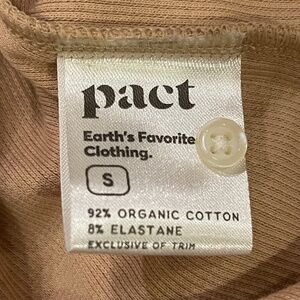 pact
Earth's Favorite
Clothing.
S
92% ORGANIC COTTON
8% ELASTANE
EXCLUSIVE OF TRIM